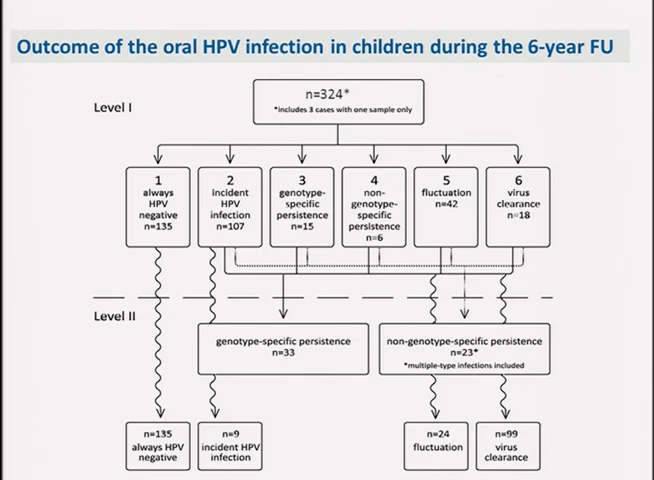 Outcome of the oral HPV infection in children during the 6-year FU
Level I
n=324*
*includes 3 cases with one sample only
1
always
HPV
negative
n=135
2
incident
HPV
infection
n=107
3
genotype-
specific
persistence
n=15
4
non-
genotype-
specific
persistence
n=6
5
fluctuation
n=42
6
virus
clearance
n=18
Level II
genotype-specific persistence
n=33
non-genotype-specific persistence
n=23*
*multiple-type infections included
n=135
always HPV
negative
n=9
incident HPV
infection
n=24
fluctuation
n=99
virus
clearance